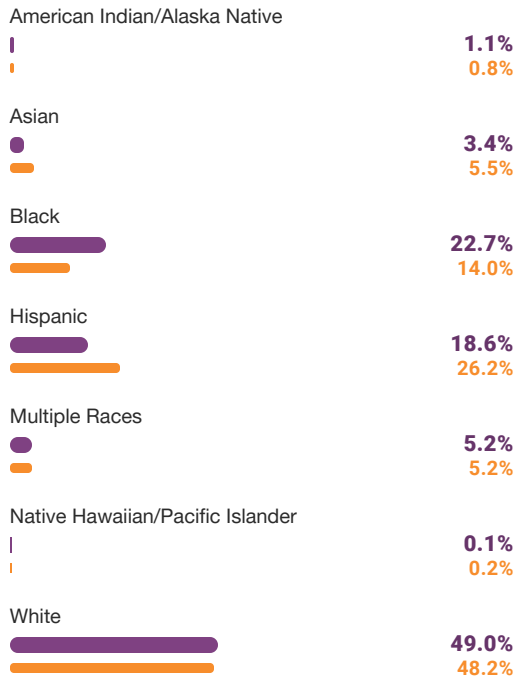 American Indian/Alaska Native
1.1%
0.8%
Asian
3.4%
5.5%
Black
22.7%
14.0%
Hispanic
18.6%
26.2%
Multiple Races
5.2%
5.2%
Native Hawaiian/Pacific Islander
0.1%
0.2%
White
49.0%
48.2%